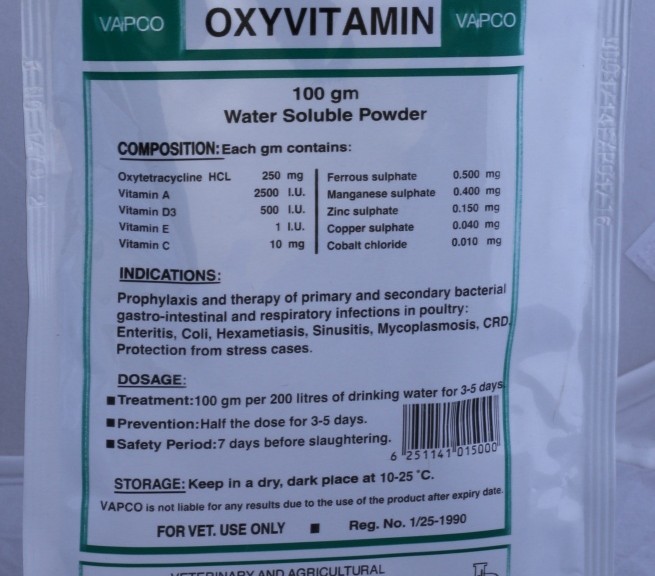 VAPCO OXYVITAMIN VAPCO
100 gm
Water Soluble Powder
COMPOSITION: Each gm contains:
Oxytetracycline HCL 250 mg Ferrous sulphate 0.500 mg
Vitamin A 2500 I.U. Manganese sulphate 0.400 mg
Vitamin D3 500 I.U. Zinc sulphate 0.150 mg
Vitamin E 1 I.U. Copper sulphate 0.040 mg
Vitamin C 10 mg Cobalt chloride 0.010 mg
INDICATIONS:
Prophylaxis and therapy of primary and secondary bacterial
gastro-intestinal and respiratory infections in poultry:
Enteritis, Coli, Hexametiasis, Sinusitis, Mycoplasmosis, CRD,
Protection from stress cases.
DOSAGE:
■ Treatment:100 gm per 200 litres of drinking water for 3-5 days
■ Prevention:Half the dose for 3-5 days.
■ Safety Period:7 days before slaughtering.
6 251141 015000
STORAGE: Keep in a dry, dark place at 10-25 °C.
VAPCO is not liable for any results due to the use of the product after expiry date.
FOR VET. USE ONLY ■ Reg. No. 1/25-1990
VETERINARY AND AGRICULTURAL